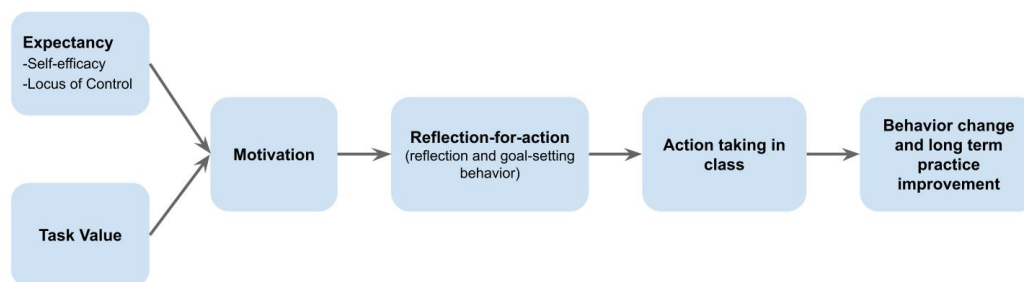 Expectancy
-Self-efficacy
-Locus of Control
Task Value
Motivation
Reflection-for-action
(reflection and goal-setting
behavior)
Action taking in
class
Behavior change
and long term
practice
improvement